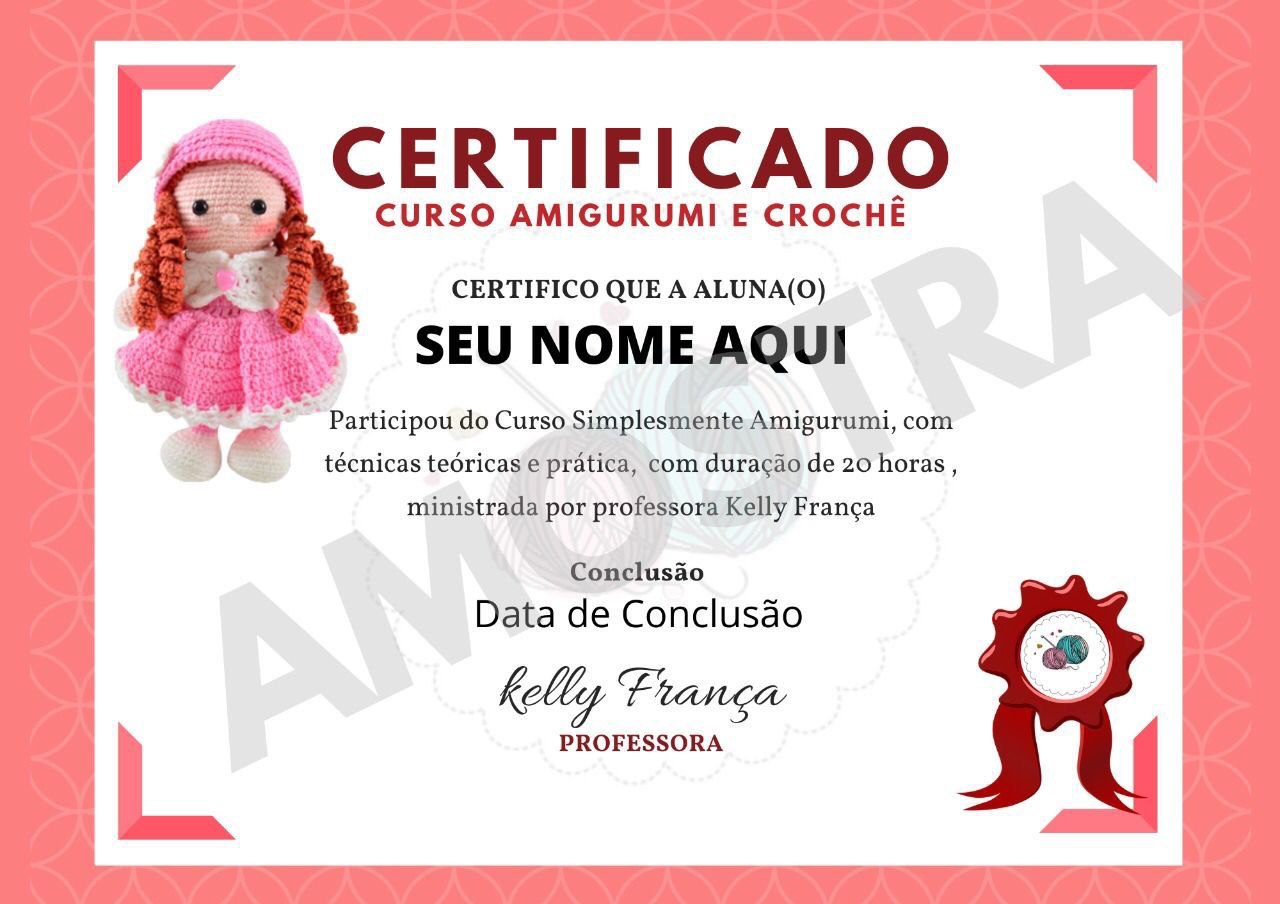 CERTIFICADO
CURSO AMIGURUMI E CROCHÊ
CERTIFICO QUE A ALUNA(O)
SEU NOME AQUI
Participou do Curso Simplesmente Amigurumi, com
técnicas teóricas e prática,  com duração de 20 horas ,
ministrada por professora Kelly França
Conclusão
Data de Conclusão
kelly França
PROFESSORA
AMOSTRA